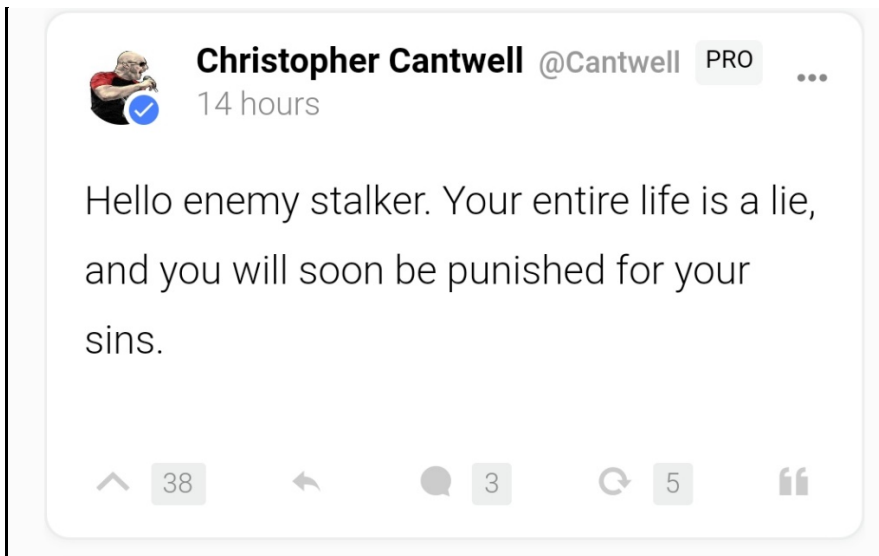 Christopher Cantwell @Cantwell PRO
14 hours
Hello enemy stalker. Your entire life is a lie,
and you will soon be punished for your
sins.
38 3 5